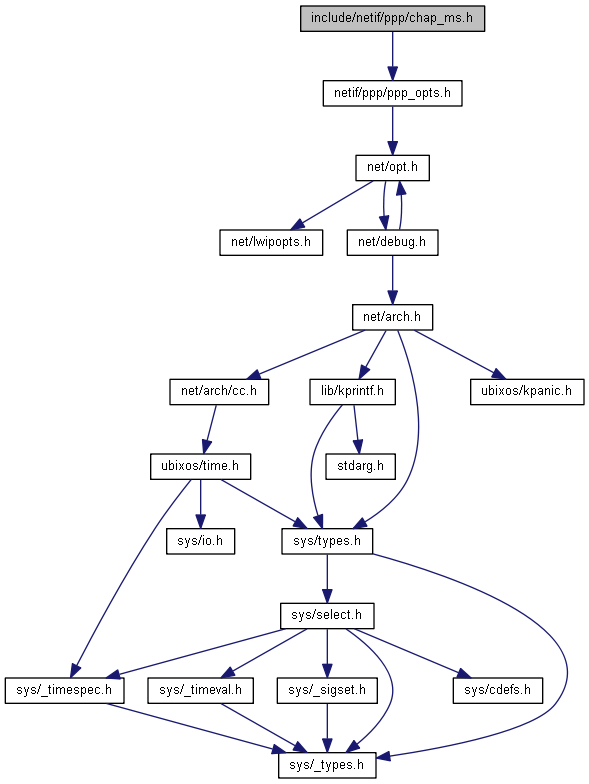 include/netif/ppp/chap_ms.h
netif/ppp/ppp_opts.h
net/opt.h
net/lwipopts.h
net/debug.h
net/arch.h
net/arch/cc.h
lib/kprintf.h
ubixos/kpanic.h
ubixos/time.h
stdarg.h
sys/io.h
sys/types.h
sys/select.h
sys/_timespec.h
sys/_timeval.h
sys/_sigset.h
sys/cdefs.h
sys/_types.h